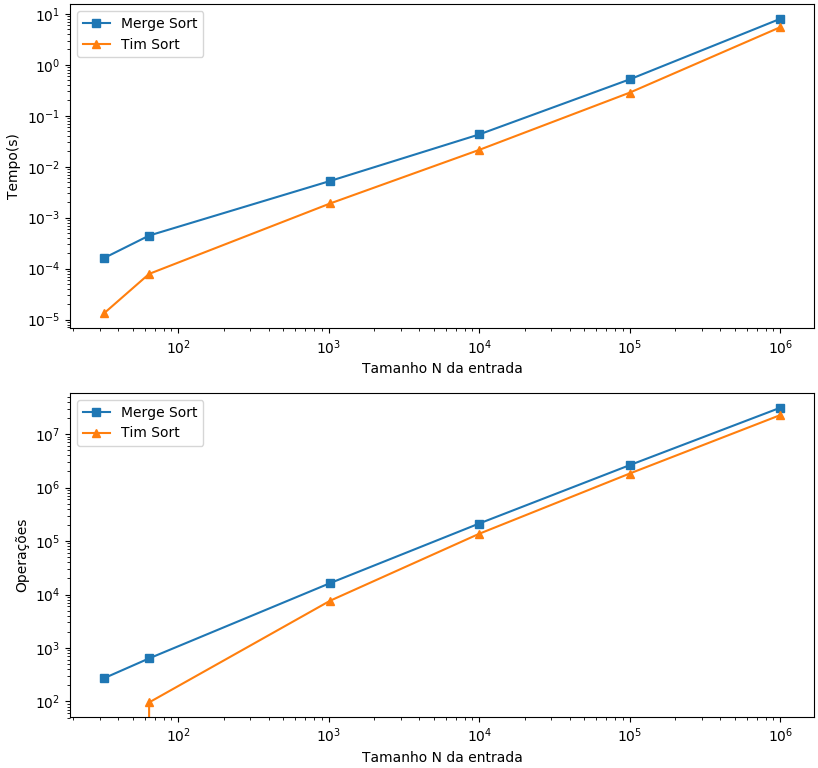 Merge Sort
Tim Sort
10¹
10⁰
10⁻¹
10⁻²
10⁻³
10⁻⁴
10⁻⁵
Tempo(s)
10² 10³ 10⁴ 10⁵ 10⁶
Tamanho N da entrada
Merge Sort
Tim Sort
10⁷
10⁶
10⁵
10⁴
10³
10²
Operações
10² 10³ 10⁴ 10⁵ 10⁶
Tamanho N da entrada